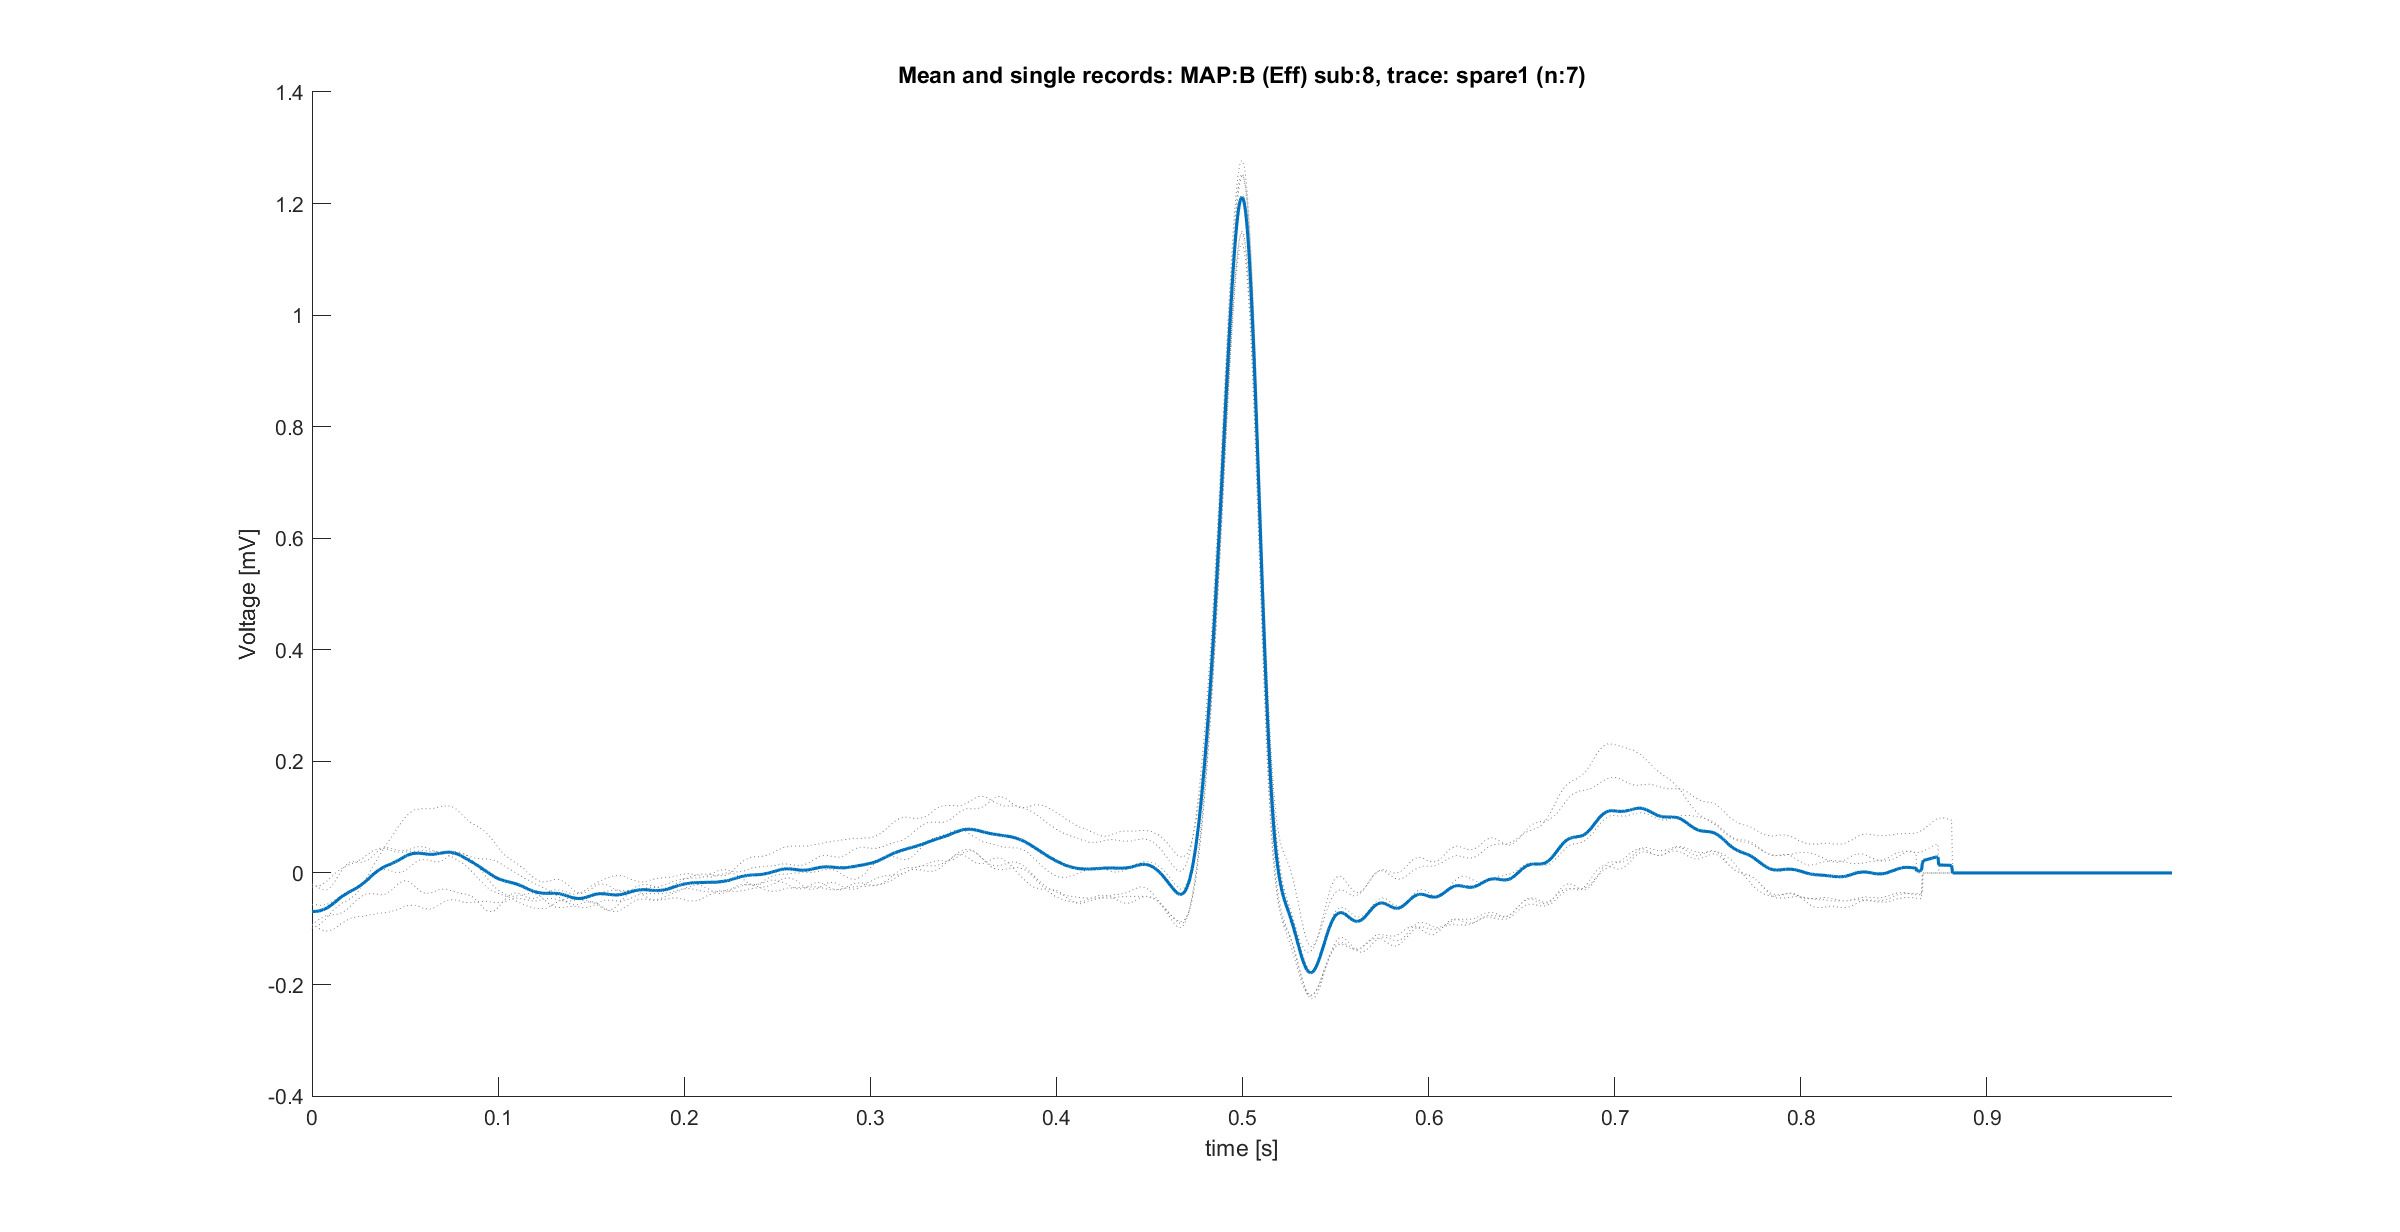 Mean and single records: MAP:B (Eff) sub:8, trace: spare1 (n:7)
1.4
1.2
1
0.8
0.6
0.4
0.2
0
-0.2
-0.4
Voltage [mV]
0 0.1 0.2 0.3 0.4 0.5 0.6 0.7 0.8 0.9
time [s]